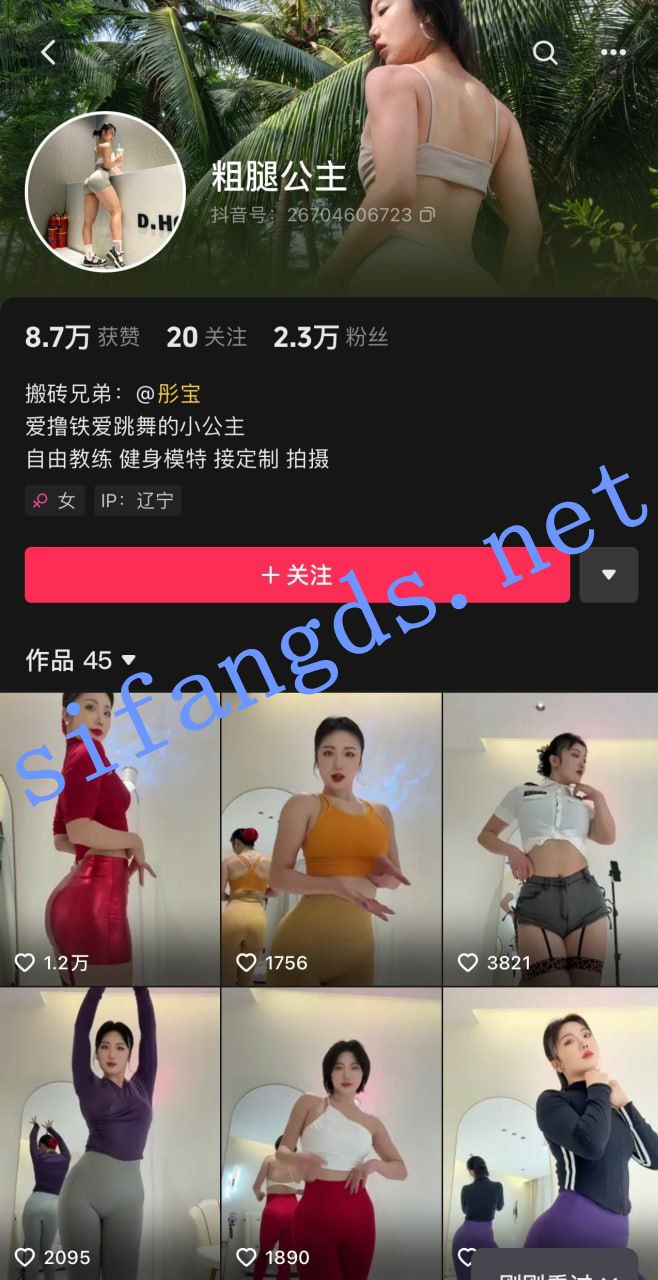 粗腿公主
抖音号：26704606723
D.H
8.7万 获赞 20 关注 2.3万 粉丝
搬砖兄弟：@彤宝
爱撸铁爱跳舞的小公主
自由教练 健身模特 接定制 拍摄
女 IP：辽宁
＋关注
作品 45
sifangds.net
1.2万 1756 3821
2095 1890
刚刚看过